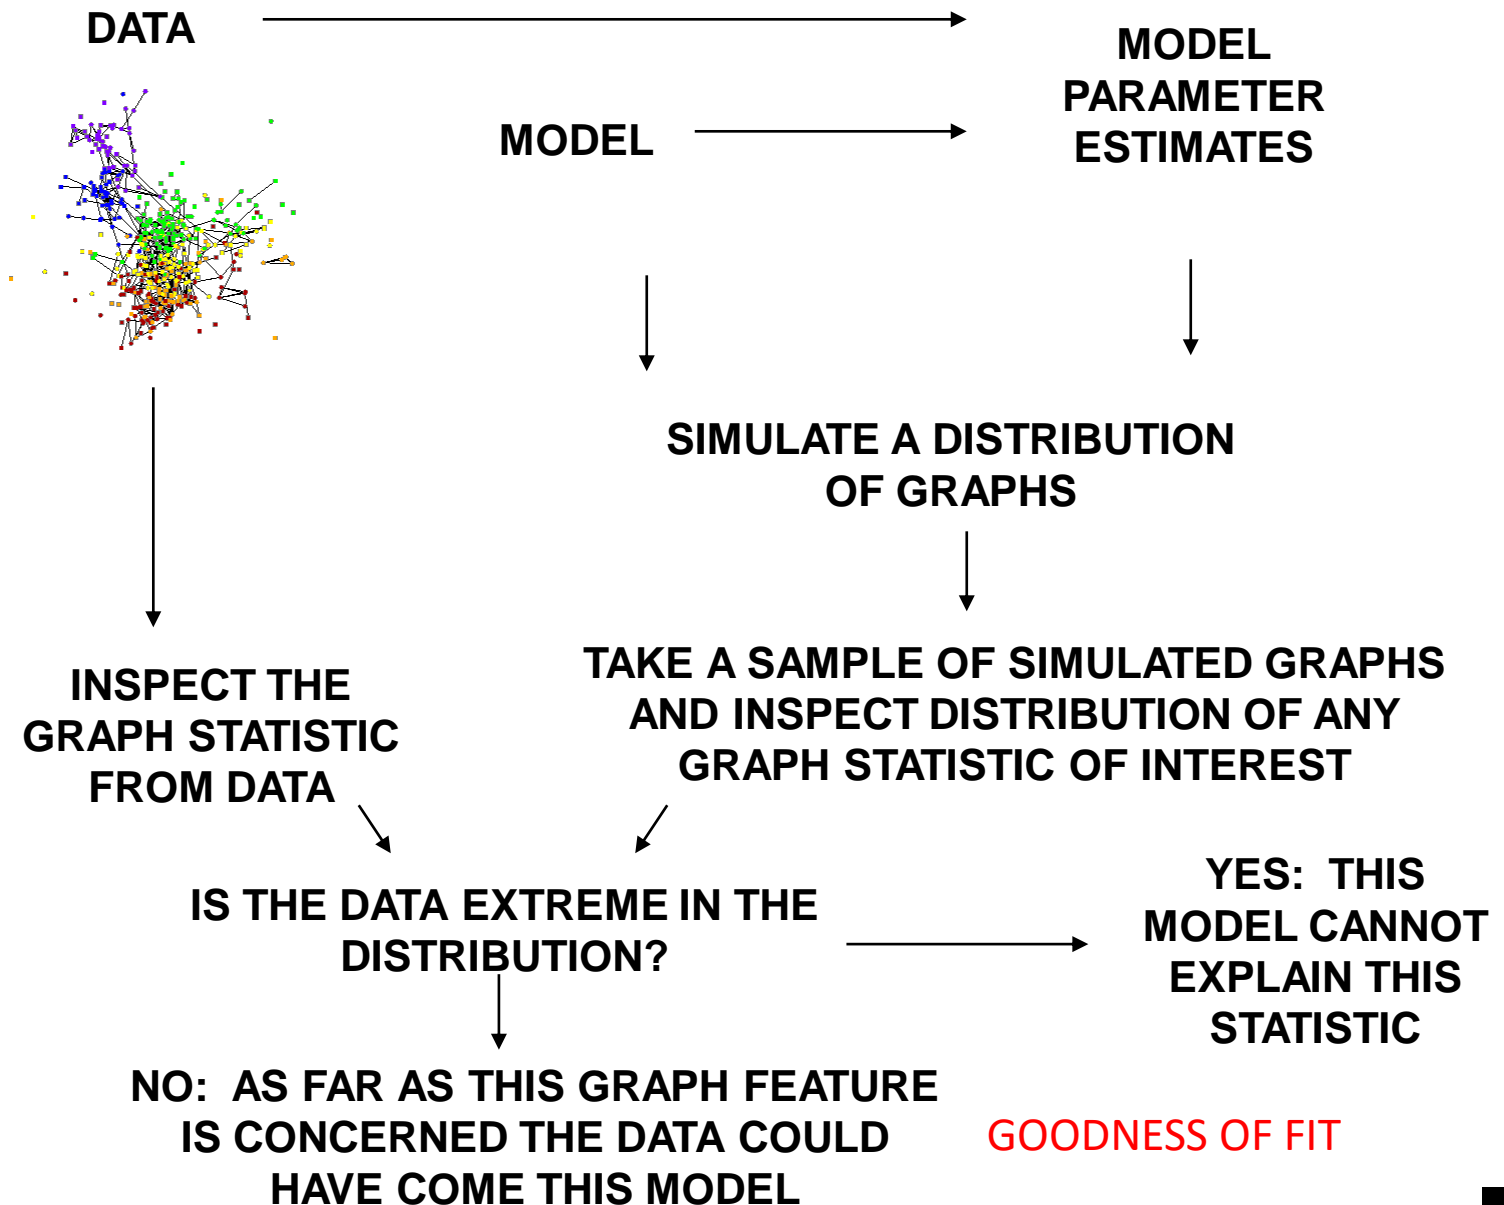 DATA
MODEL
PARAMETER
ESTIMATES
MODEL
SIMULATE A DISTRIBUTION
OF GRAPHS
INSPECT THE
GRAPH STATISTIC
FROM DATA
TAKE A SAMPLE OF SIMULATED GRAPHS
AND INSPECT DISTRIBUTION OF ANY
GRAPH STATISTIC OF INTEREST
IS THE DATA EXTREME IN THE
DISTRIBUTION?
YES: THIS
MODEL CANNOT
EXPLAIN THIS
STATISTIC
NO: AS FAR AS THIS GRAPH FEATURE
IS CONCERNED THE DATA COULD
HAVE COME THIS MODEL
GOODNESS OF FIT